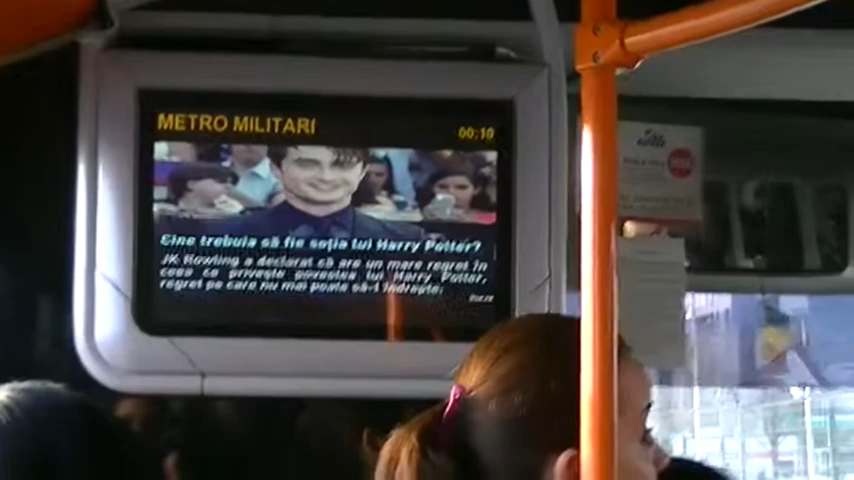 METRO MILITARI
00:10
Cine trebuia să fie soția lui Harry Potter?
JK Rowling a declarat că are un mare regret în
ceea ce privește povestea lui Harry Potter,
regret pe care nu mai poate să-l îndrepte.